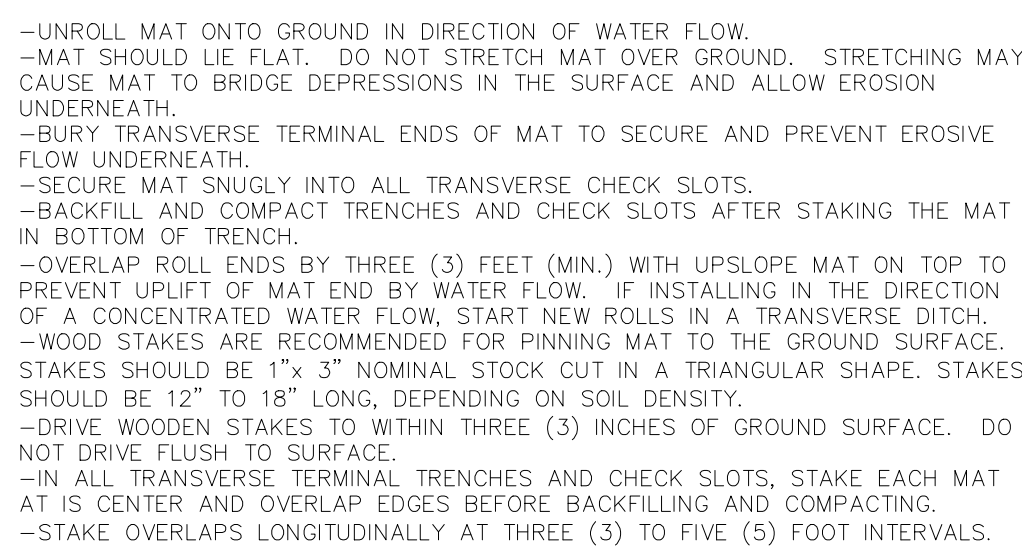 –UNROLL MAT ONTO GROUND IN DIRECTION OF WATER FLOW.
–MAT SHOULD LIE FLAT.  DO NOT STRETCH MAT OVER GROUND.  STRETCHING MAY
CAUSE MAT TO BRIDGE DEPRESSIONS IN THE SURFACE AND ALLOW EROSION
UNDERNEATH.
–BURY TRANSVERSE TERMINAL ENDS OF MAT TO SECURE AND PREVENT EROSIVE
FLOW UNDERNEATH.
–SECURE MAT SNUGLY INTO ALL TRANSVERSE CHECK SLOTS.
–BACKFILL AND COMPACT TRENCHES AND CHECK SLOTS AFTER STAKING THE MAT
IN BOTTOM OF TRENCH.
–OVERLAP ROLL ENDS BY THREE (3) FEET (MIN.) WITH UPSLOPE MAT ON TOP TO
PREVENT UPLIFT OF MAT END BY WATER FLOW.  IF INSTALLING IN THE DIRECTION
OF A CONCENTRATED WATER FLOW, START NEW ROLLS IN A TRANSVERSE DITCH.
–WOOD STAKES ARE RECOMMENDED FOR PINNING MAT TO THE GROUND SURFACE.
STAKES SHOULD BE 1"x 3" NOMINAL STOCK CUT IN A TRIANGULAR SHAPE. STAKES
SHOULD BE 12" TO 18" LONG, DEPENDING ON SOIL DENSITY.
–DRIVE WOODEN STAKES TO WITHIN THREE (3) INCHES OF GROUND SURFACE.  DO
NOT DRIVE FLUSH TO SURFACE.
–IN ALL TRANSVERSE TERMINAL TRENCHES AND CHECK SLOTS, STAKE EACH MAT
AT IS CENTER AND OVERLAP EDGES BEFORE BACKFILLING AND COMPACTING.
–STAKE OVERLAPS LONGITUDINALLY AT THREE (3) TO FIVE (5) FOOT INTERVALS.